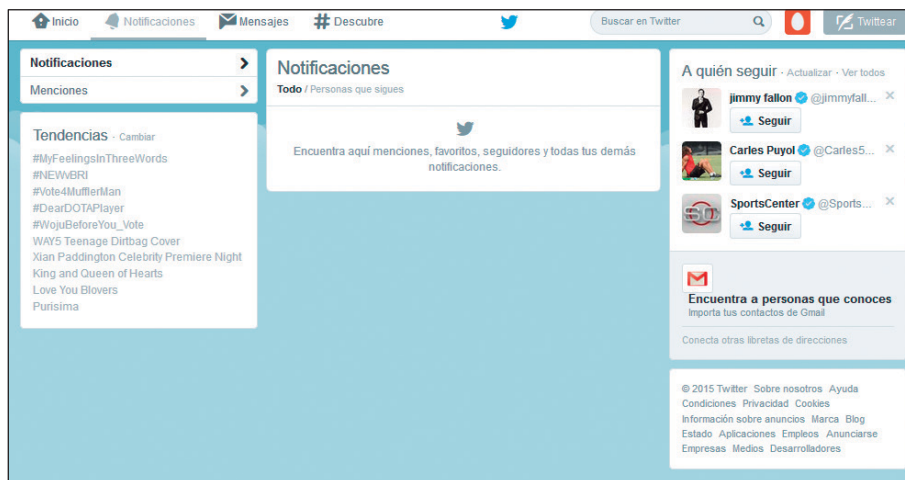 Inicio Notificaciones Mensajes Descubre Buscar en Twitter Twittear
Notificaciones
Menciones
Tendencias · Cambiar
#MyFeelingsInThreeWords
#NEWvBRI
#Vote4MufflerMan
#DearDOTAPlayer
#WojuBeforeYou_Vote
WAY5 Teenage Dirtbag Cover
Xian Paddington Celebrity Premiere Night
King and Queen of Hearts
Love You Blovers
Purisima
Notificaciones
Todo / Personas que sigues
Encuentra aquí menciones, favoritos, seguidores y todas tus demás
notificaciones.
A quién seguir · Actualizar · Ver todos
jimmy fallon @jimmyfall...
Seguir
Carles Puyol @Carles5...
Seguir
SportsCenter @Sports...
Seguir
Encuentra a personas que conoces
Importa tus contactos de Gmail
Conecta otras libretas de direcciones
© 2015 Twitter Sobre nosotros Ayuda
Condiciones Privacidad Cookies
Información sobre anuncios Marca Blog
Estado Aplicaciones Empleos Anunciarse
Empresas Medios Desarrolladores